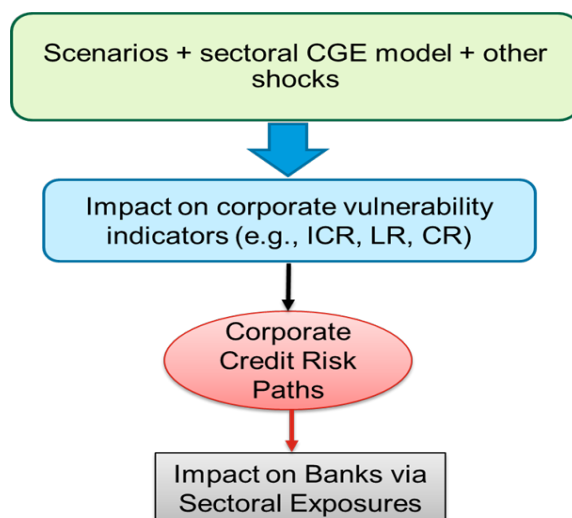 Scenarios + sectoral CGE model + other
shocks
Impact on corporate vulnerability
indicators (e.g., ICR, LR, CR)
Corporate
Credit Risk
Paths
Impact on Banks via
Sectoral Exposures